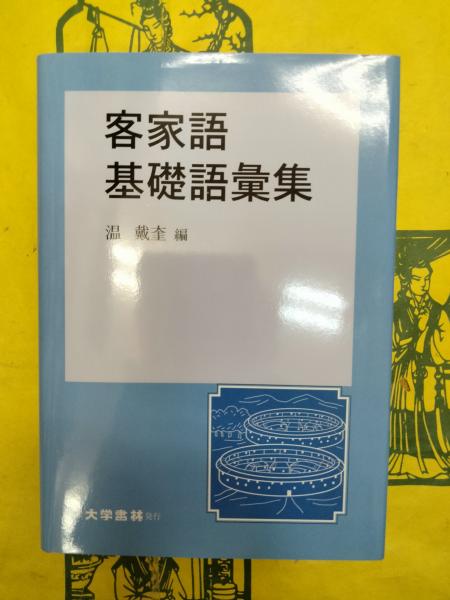 客家語
基礎語彙集
温 戴奎 編
大学書林発行